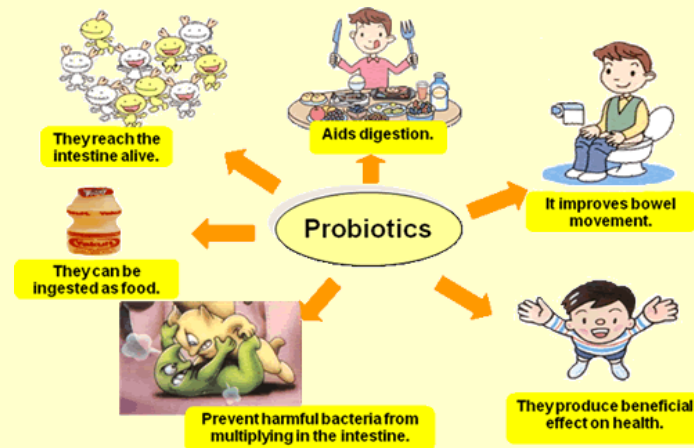 They reach the
intestine alive.
Aids digestion.
It improves bowel
movement.
Probiotics
Yakult
They can be
ingested as food.
Prevent harmful bacteria from
multiplying in the intestine.
They produce beneficial
effect on health.